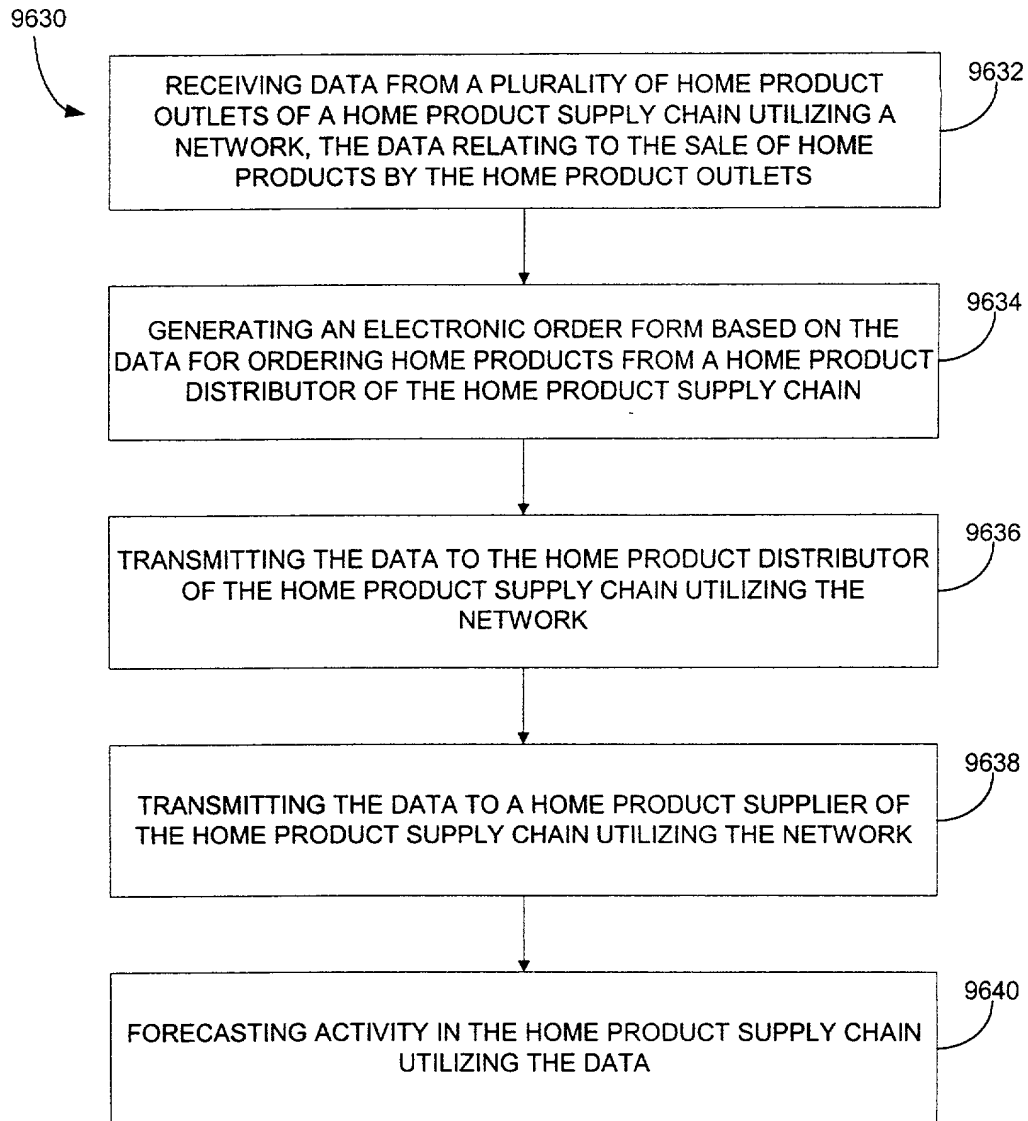 9630
RECEIVING DATA FROM A PLURALITY OF HOME PRODUCT
OUTLETS OF A HOME PRODUCT SUPPLY CHAIN UTILIZING A
NETWORK, THE DATA RELATING TO THE SALE OF HOME
PRODUCTS BY THE HOME PRODUCT OUTLETS
9632
GENERATING AN ELECTRONIC ORDER FORM BASED ON THE
DATA FOR ORDERING HOME PRODUCTS FROM A HOME PRODUCT
DISTRIBUTOR OF THE HOME PRODUCT SUPPLY CHAIN
9634
TRANSMITTING THE DATA TO THE HOME PRODUCT DISTRIBUTOR
OF THE HOME PRODUCT SUPPLY CHAIN UTILIZING THE
NETWORK
9636
TRANSMITTING THE DATA TO A HOME PRODUCT SUPPLIER OF
THE HOME PRODUCT SUPPLY CHAIN UTILIZING THE NETWORK
9638
FORECASTING ACTIVITY IN THE HOME PRODUCT SUPPLY CHAIN
UTILIZING THE DATA
9640